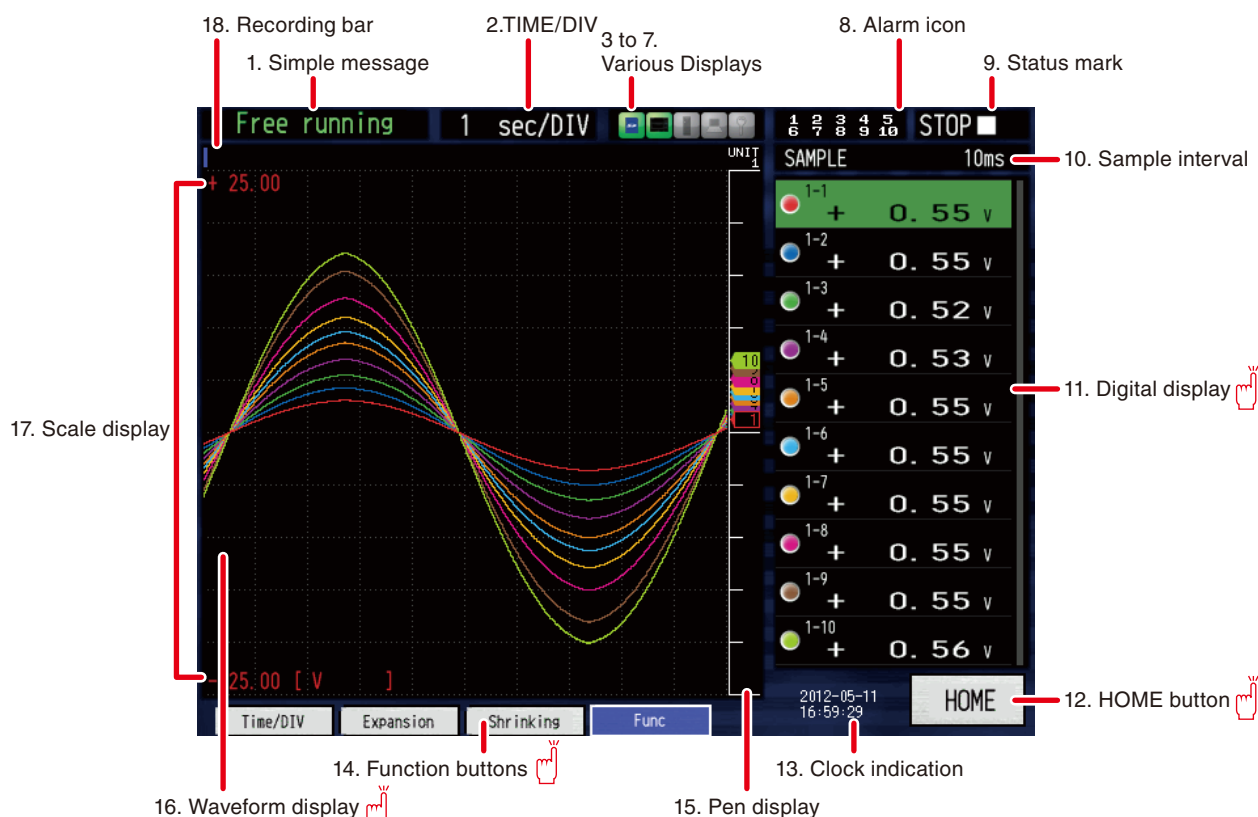 18. Recording bar
2.TIME/DIV
3 to 7.
Various Displays
8. Alarm icon
1. Simple message
9. Status mark
Free running
1 sec/DIV
1 2 3 4 5
6 7 8 9 10
STOP
UNIT
1
SAMPLE 10ms
10. Sample interval
+ 25.00
1-1
+ 0.55 V
1-2
+ 0.55 V
1-3
+ 0.52 V
1-4
+ 0.53 V
1-5
+ 0.55 V
1-6
+ 0.55 V
1-7
+ 0.55 V
1-8
+ 0.55 V
1-9
+ 0.55 V
1-10
+ 0.56 V
10
1
11. Digital display
17. Scale display
- 25.00 [ V ]
Time/DIV
Expansion
Shrinking
Func
2012-05-11
16:59:29
HOME
12. HOME button
14. Function buttons
13. Clock indication
16. Waveform display
15. Pen display